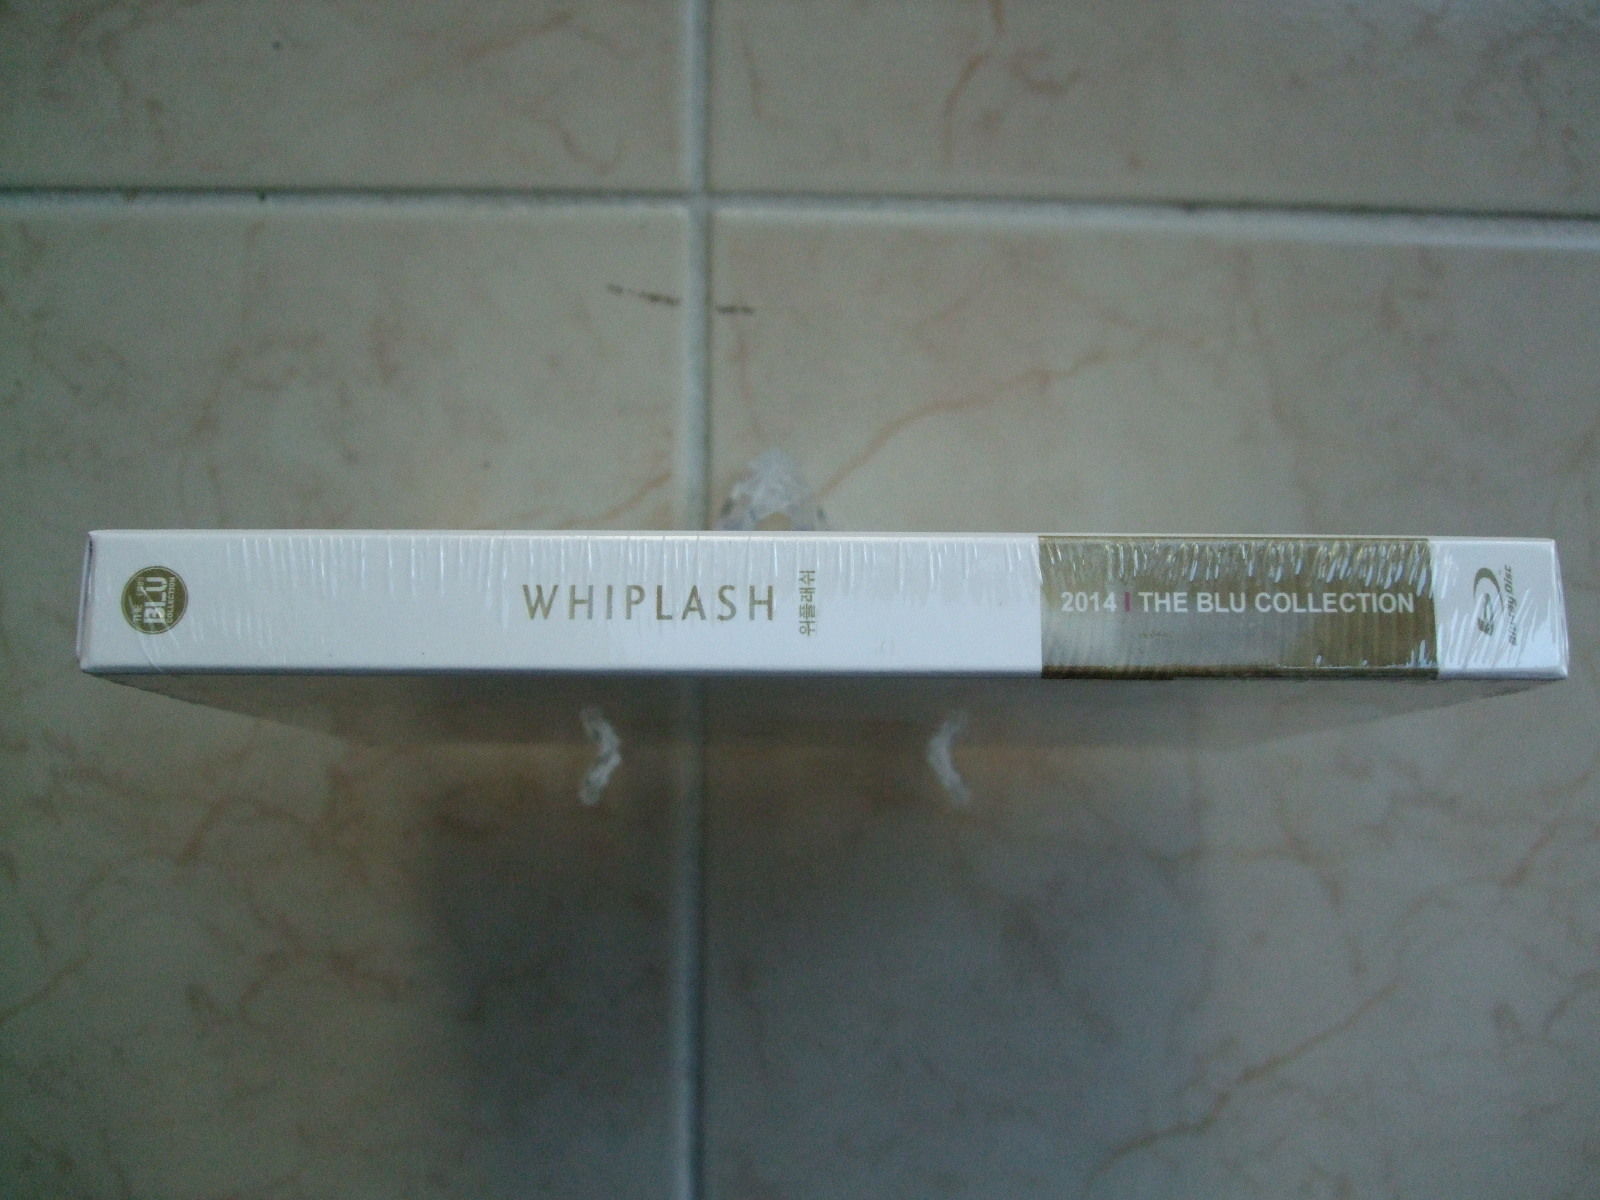 THE BLU COLLECTION
WHIPLASH
위플래쉬
2014 | THE BLU COLLECTION
Blu-ray Disc